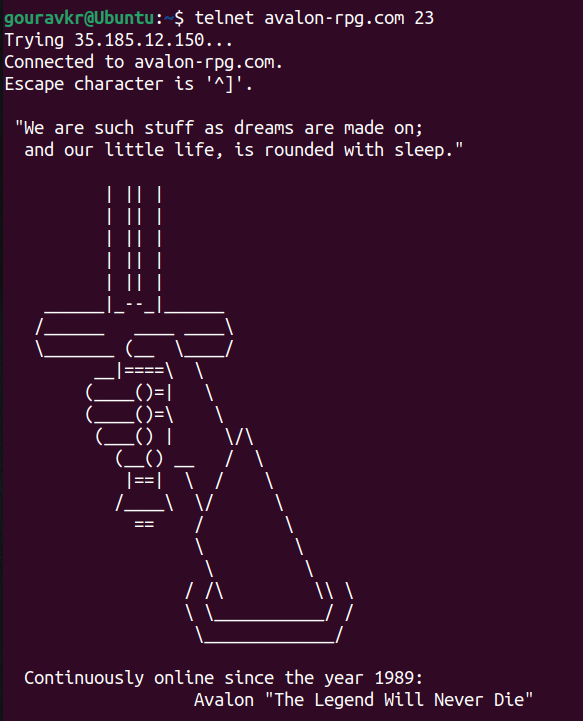 gouravkr@Ubuntu:~$ telnet avalon-rpg.com 23
Trying 35.185.12.150...
Connected to avalon-rpg.com.
Escape character is '^]'.
"We are such stuff as dreams are made on;
and our little life, is rounded with sleep."
Continuously online since the year 1989:
Avalon "The Legend Will Never Die"